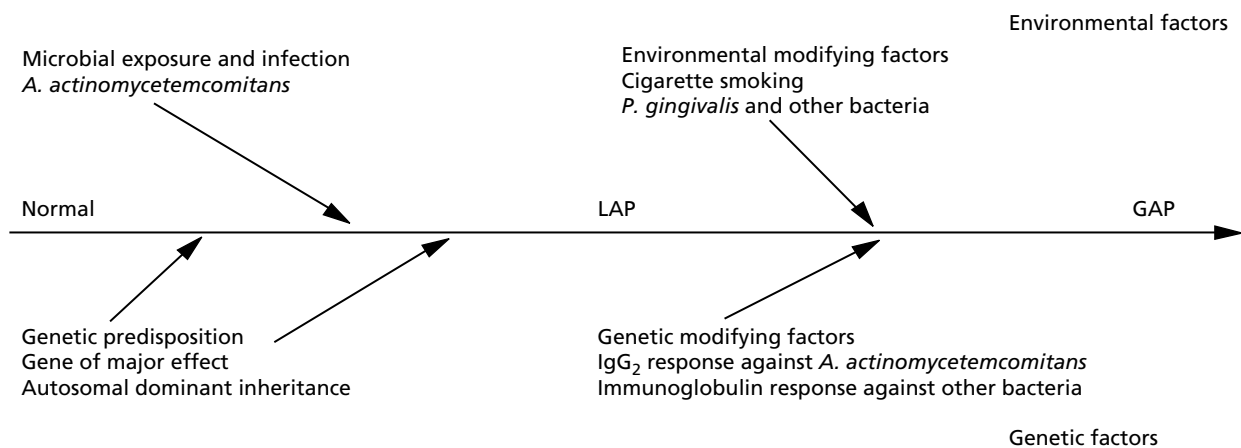 Environmental factors
Microbial exposure and infection
A. actinomycetemcomitans
Environmental modifying factors
Cigarette smoking
P. gingivalis and other bacteria
Normal
LAP
GAP
Genetic predisposition
Gene of major effect
Autosomal dominant inheritance
Genetic modifying factors
IgG₂ response against A. actinomycetemcomitans
Immunoglobulin response against other bacteria
Genetic factors